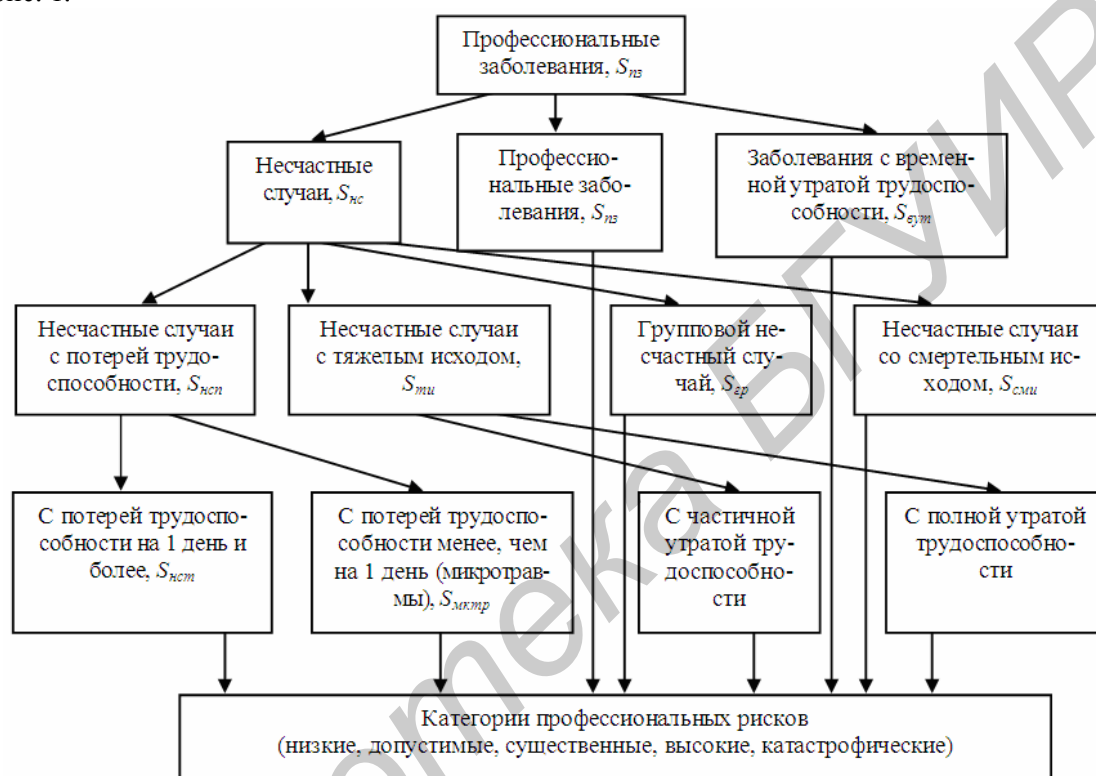 Профессиональные
заболевания, Sпз
Несчастные
случаи, Sнс
Профессио-
нальные забо-
левания, Sпз
Заболевания с времен-
ной утратой трудоспо-
собности, Sвут
Несчастные случаи
с потерей трудо-
способности, Sнсп
Несчастные случаи
с тяжелым исходом,
Sти
Групповой не-
счастный слу-
чай, Sгр
Несчастные случаи
со смертельным ис-
ходом, Sсми
С потерей трудоспо-
собности на 1 день и
более, Sнст
С потерей трудоспо-
собности менее, чем
на 1 день (микротрав-
мы), Sмктр
С частичной
утратой тру-
доспособно-
сти
С полной утратой
трудоспособно-
сти
Категории профессиональных рисков
(низкие, допустимые, существенные, высокие, катастрофические)
БГУИР